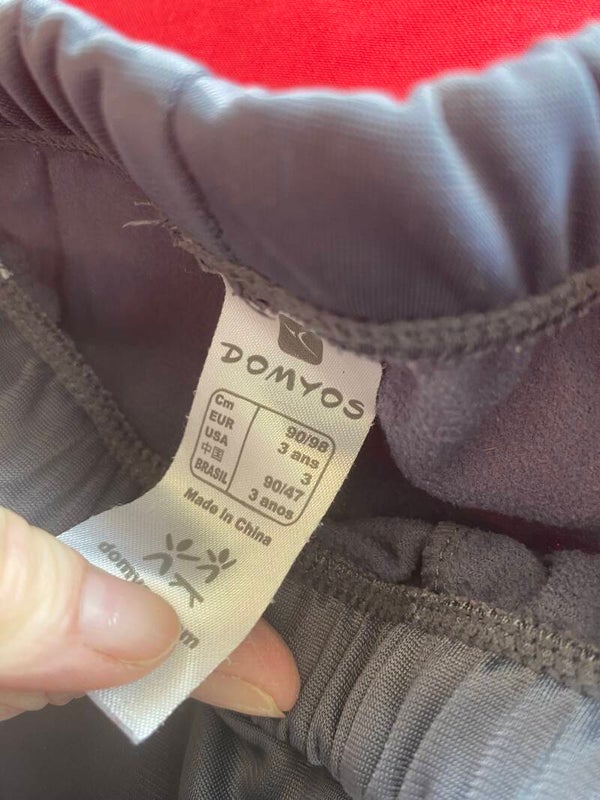 DOMYOS
Cm 90/98
EUR 3 ans
USA 3
中国 90/47
BRASIL 3 anos
Made in China